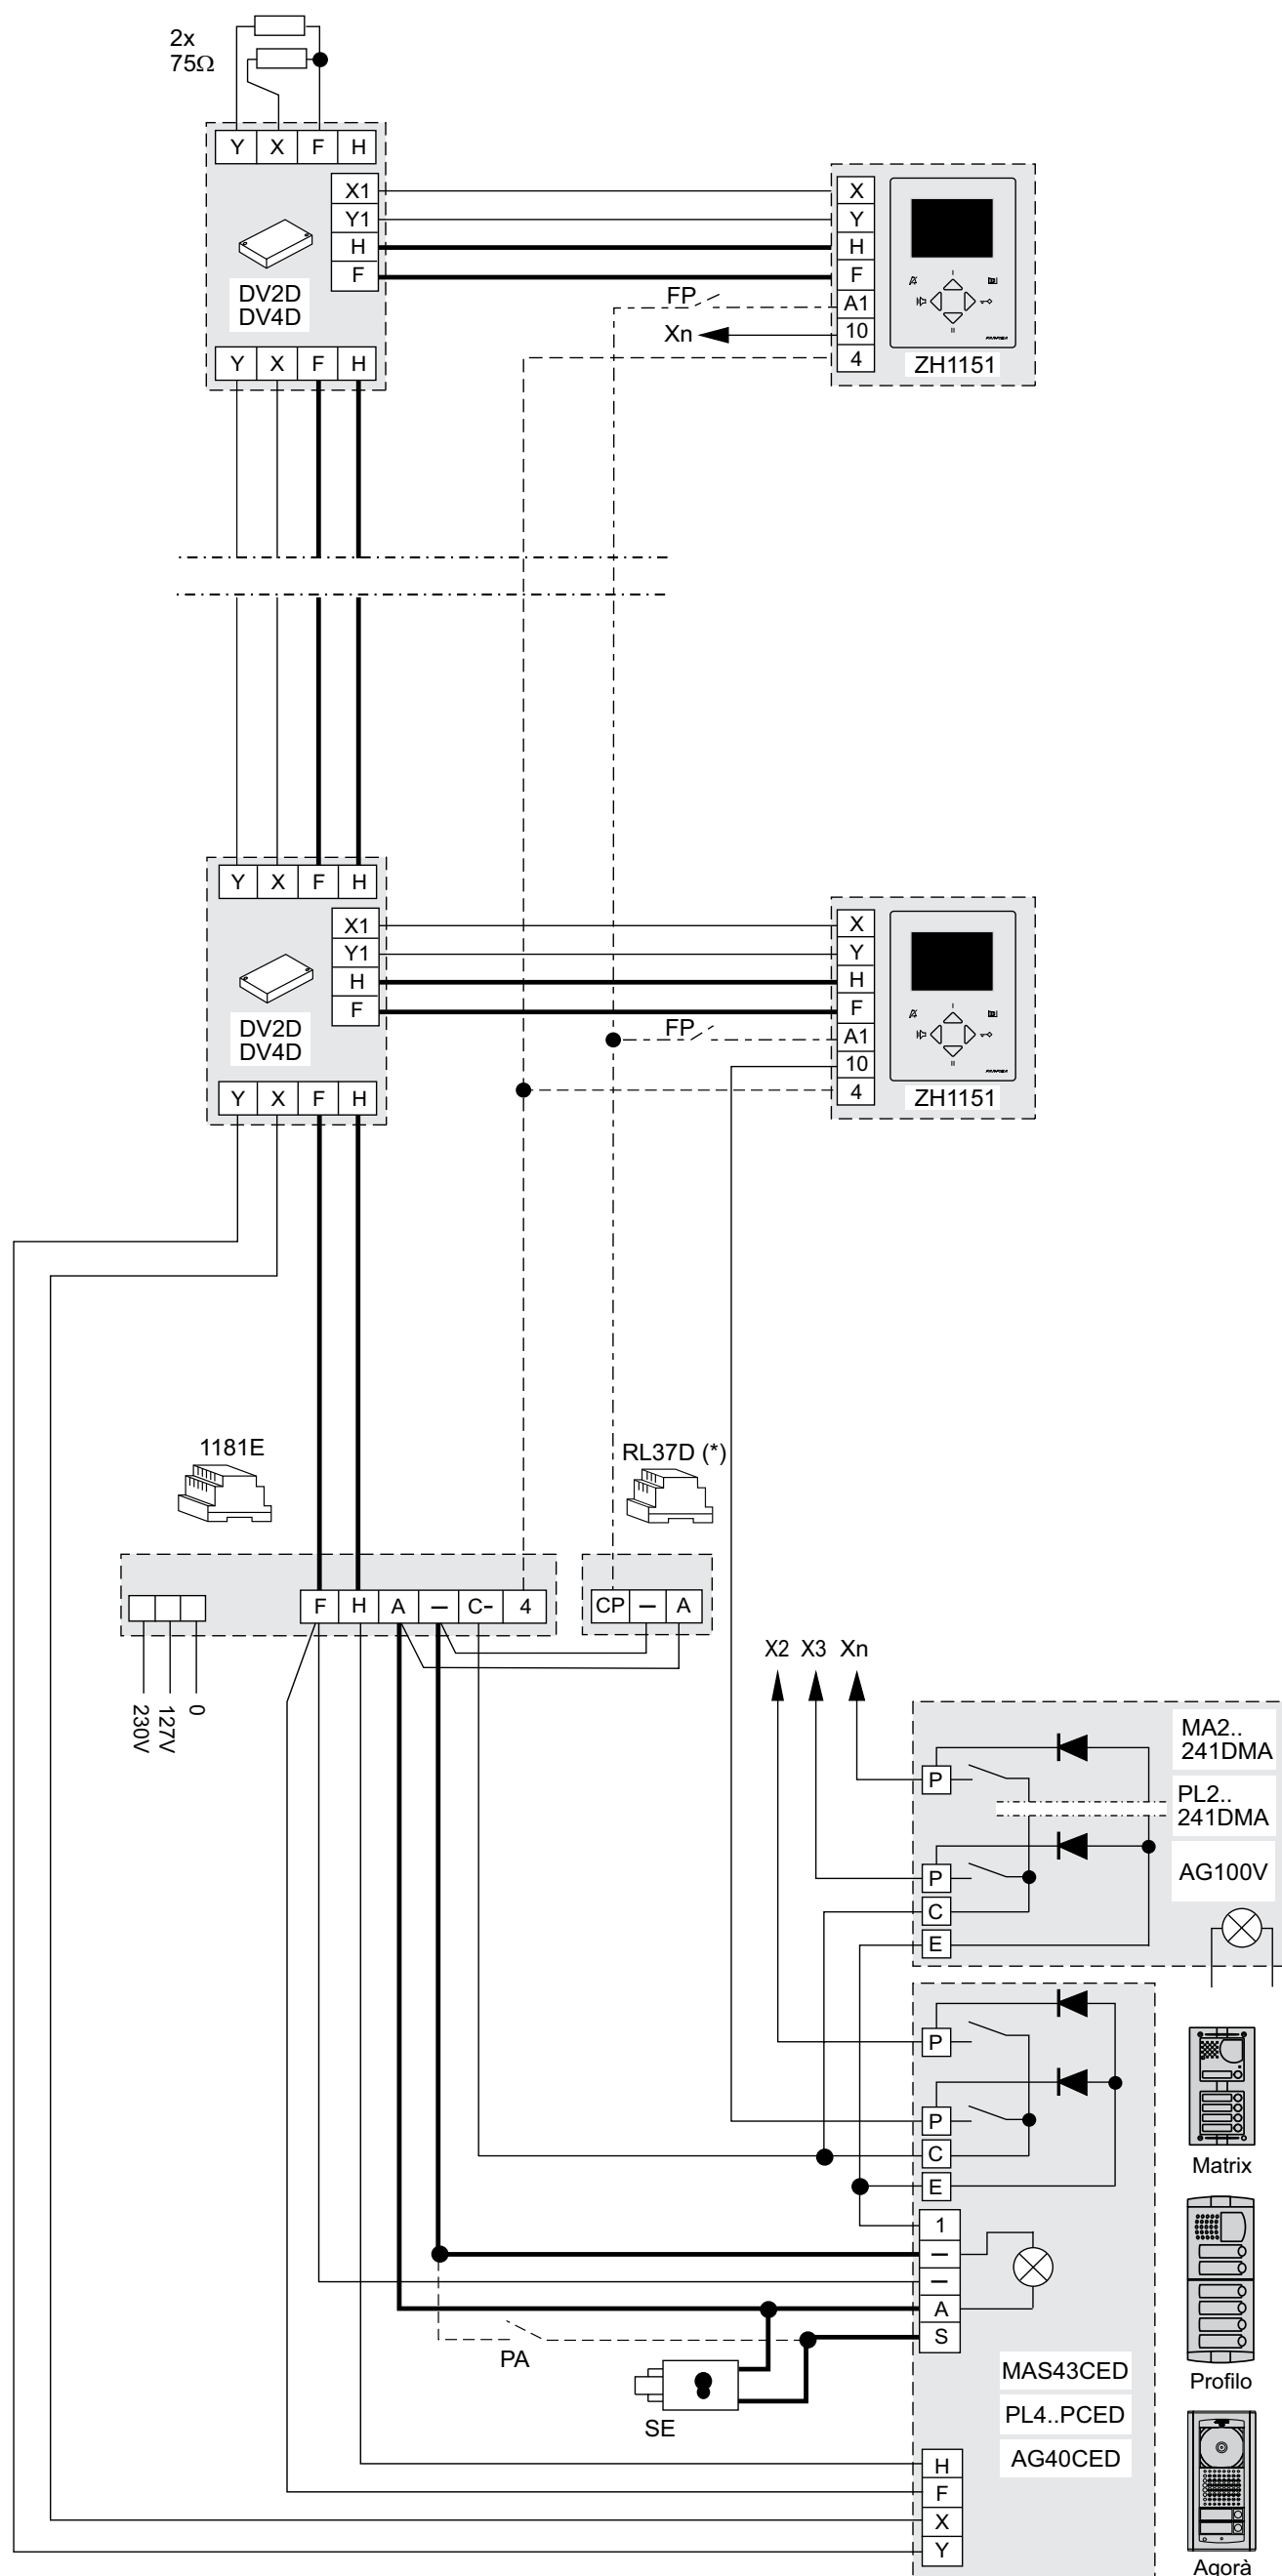 2x
75Ω
Y X F H
X1
Y1
H
F
DV2D
DV4D
Y X F H
X
Y
H
F
A1
10
4
FP
Xn
ZH1151
Y X F H
X1
Y1
H
F
DV2D
DV4D
Y X F H
X
Y
H
F
A1
10
4
FP
ZH1151
1181E
RL37D (*)
F H A – C- 4
CP – A
230V
127V
0
X2 X3 Xn
P
P
C
E
MA2..
241DMA
PL2..
241DMA
AG100V
P
P
C
E
1
–
–
A
S
PA
SE
MAS43CED
PL4..PCED
AG40CED
H
F
X
Y
Matrix
Profilo
Agorà